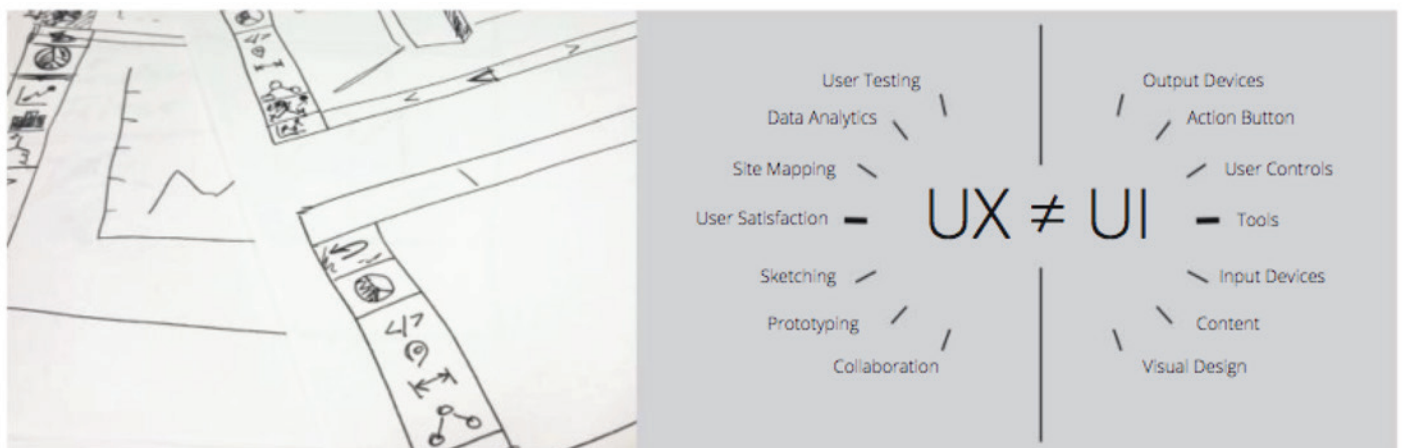 User Testing
Data Analytics
Site Mapping
User Satisfaction
Sketching
Prototyping
Collaboration
UX ≠ UI
Output Devices
Action Button
User Controls
Tools
Input Devices
Content
Visual Design